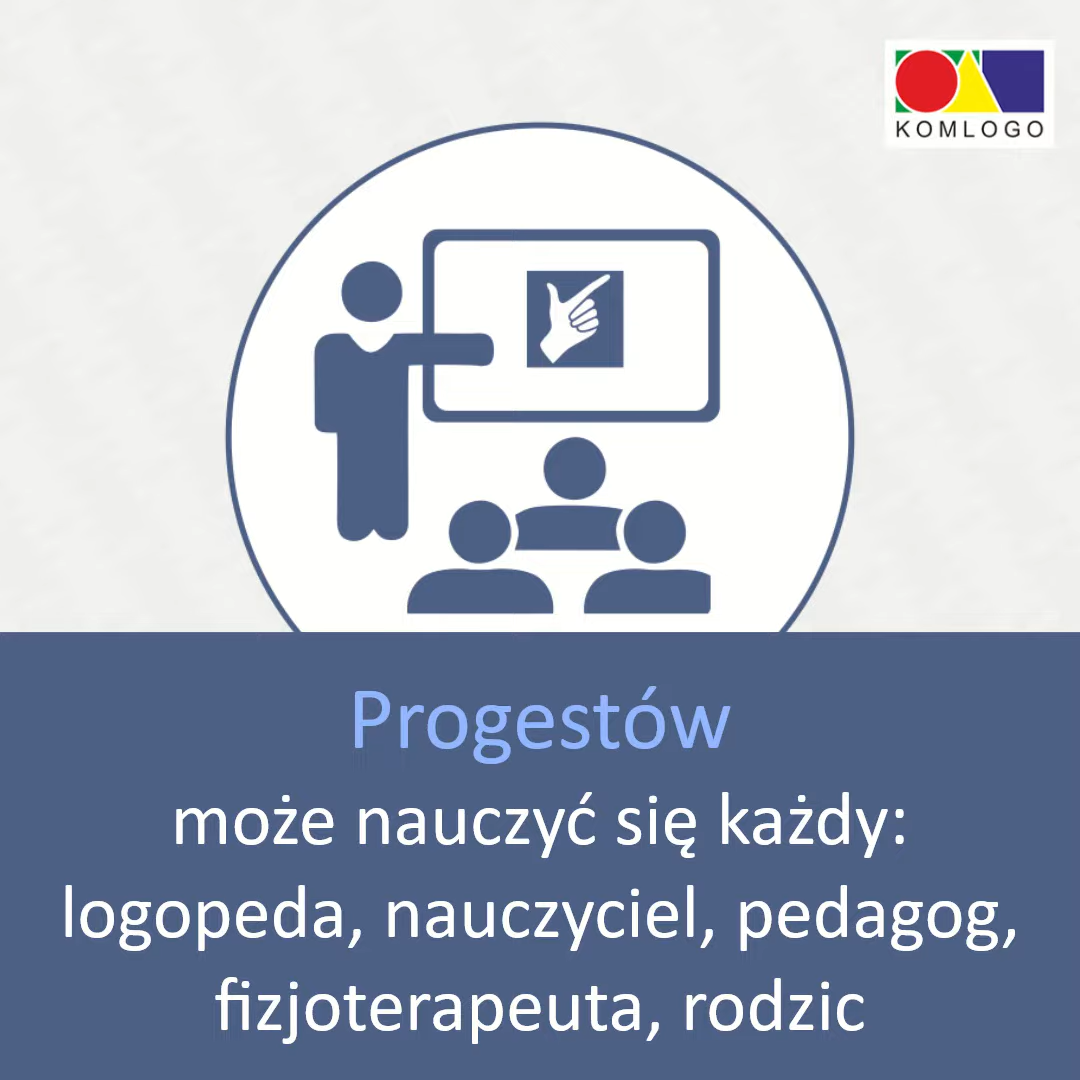 KOMLOGO
Progestów
może nauczyć się każdy:
logopeda, nauczyciel, pedagog,
fizjoterapeuta, rodzic